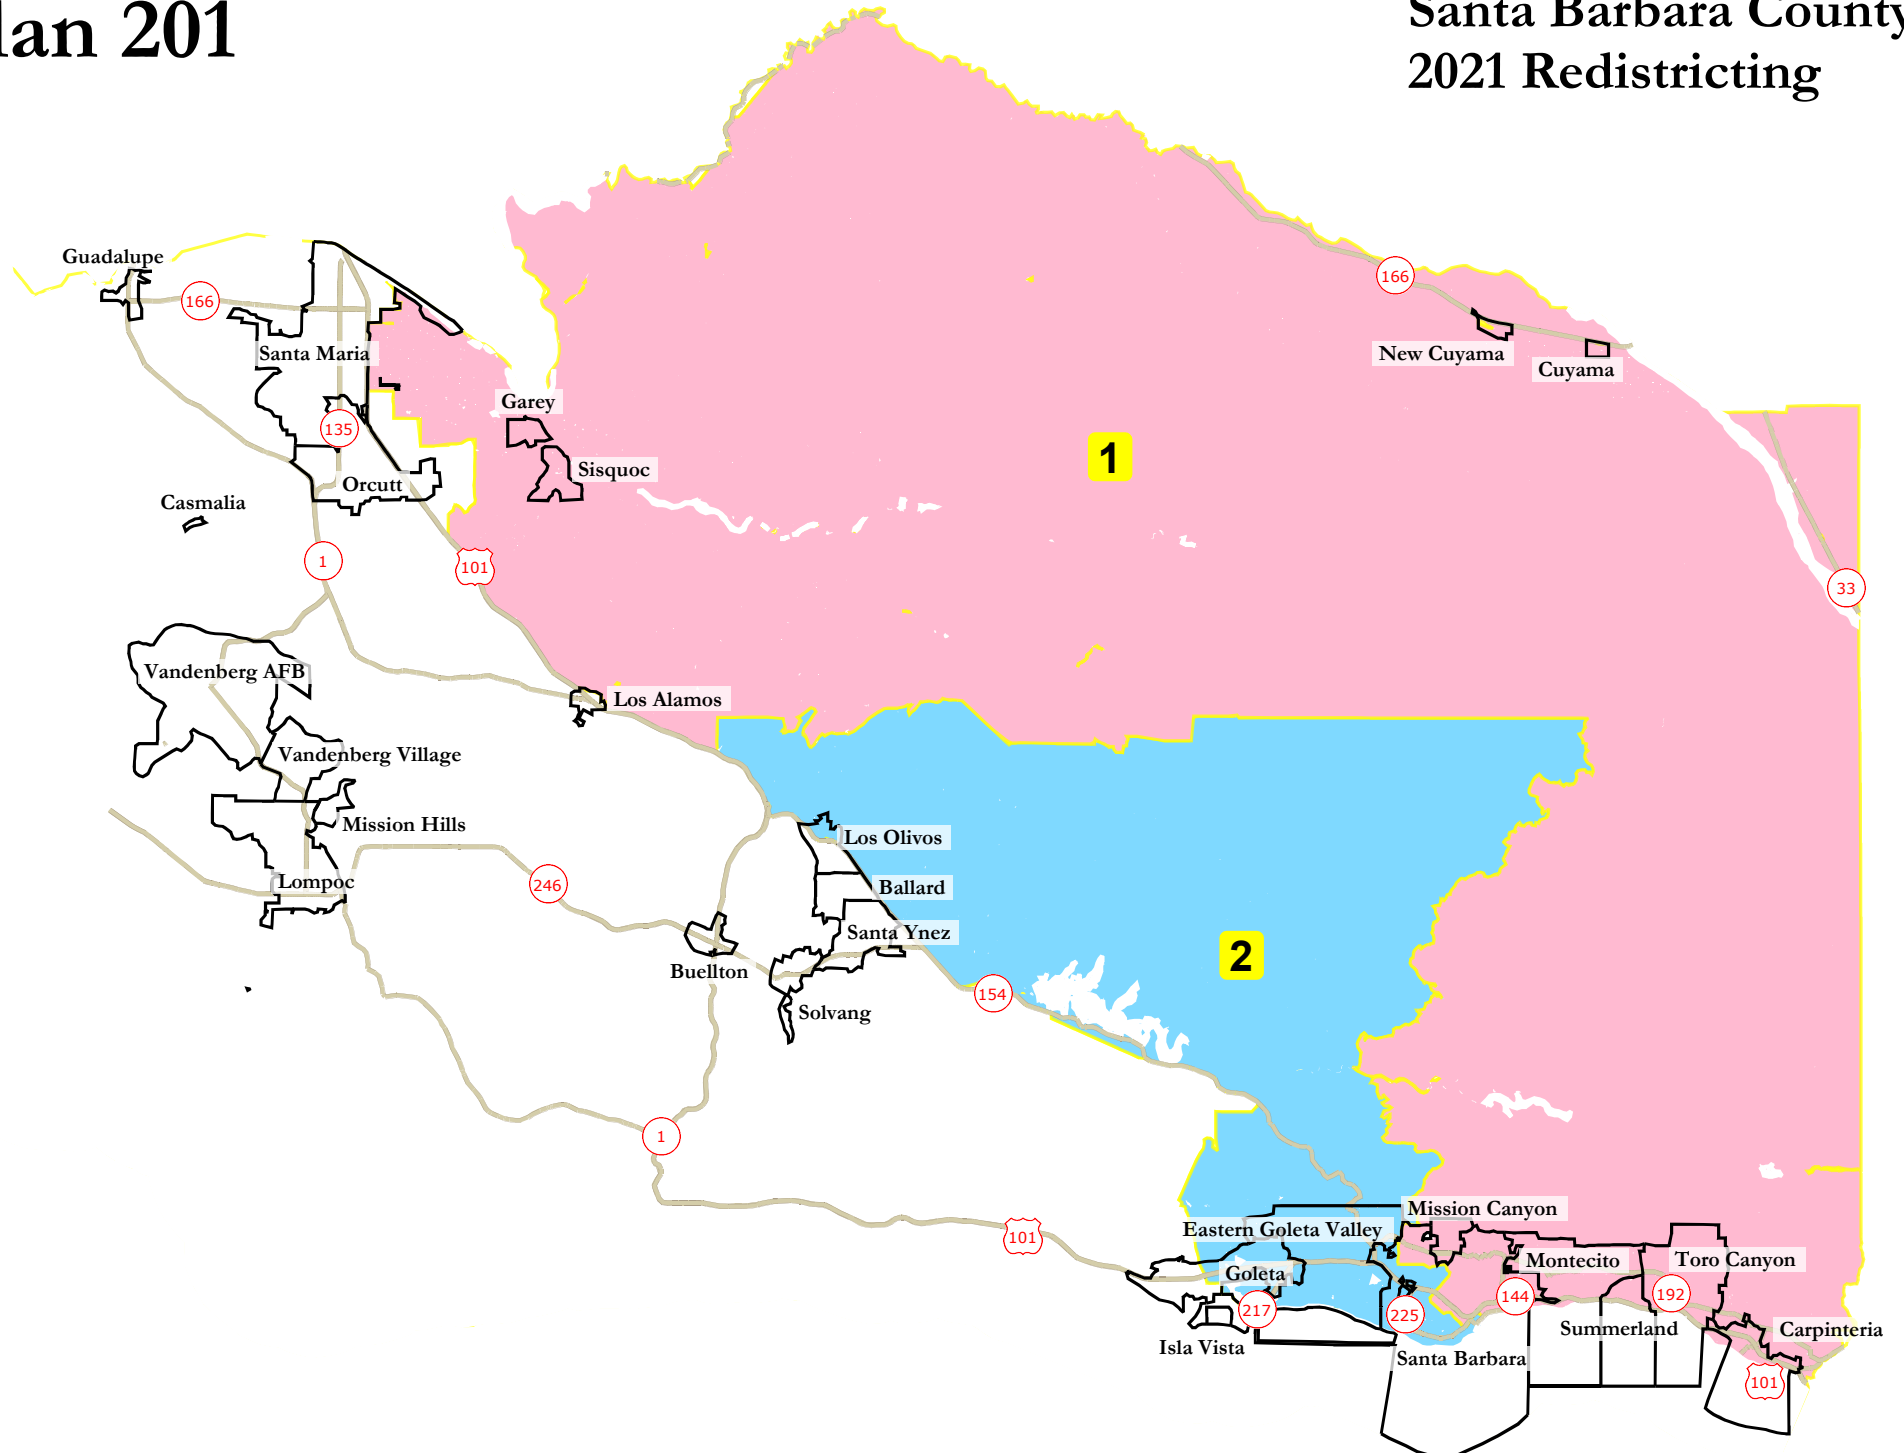 lan 201
Santa Barbara County
2021 Redistricting
Guadalupe
166
166
Santa Maria
New Cuyama
Cuyama
Garey
135
1
Sisquoc
Orcutt
Casmalia
1
101
33
Vandenberg AFB
Los Alamos
Vandenberg Village
Mission Hills
Los Olivos
Lompoc
246
Ballard
Santa Ynez
2
Buellton
154
Solvang
1
Mission Canyon
Eastern Goleta Valley
101
Montecito
Toro Canyon
Goleta
217
225
144
192
Summerland
Carpinteria
Isla Vista
Santa Barbara
101